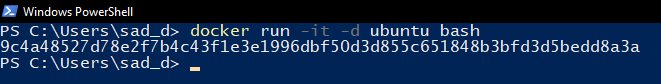 Windows PowerShell
PS C:\Users\sad_d> docker run -it -d ubuntu bash
9c4a48527d78e2f7b4c43f1e3e1996dbf50d3d855c651848b3bfd3d5bedd8a3a
PS C:\Users\sad_d> _